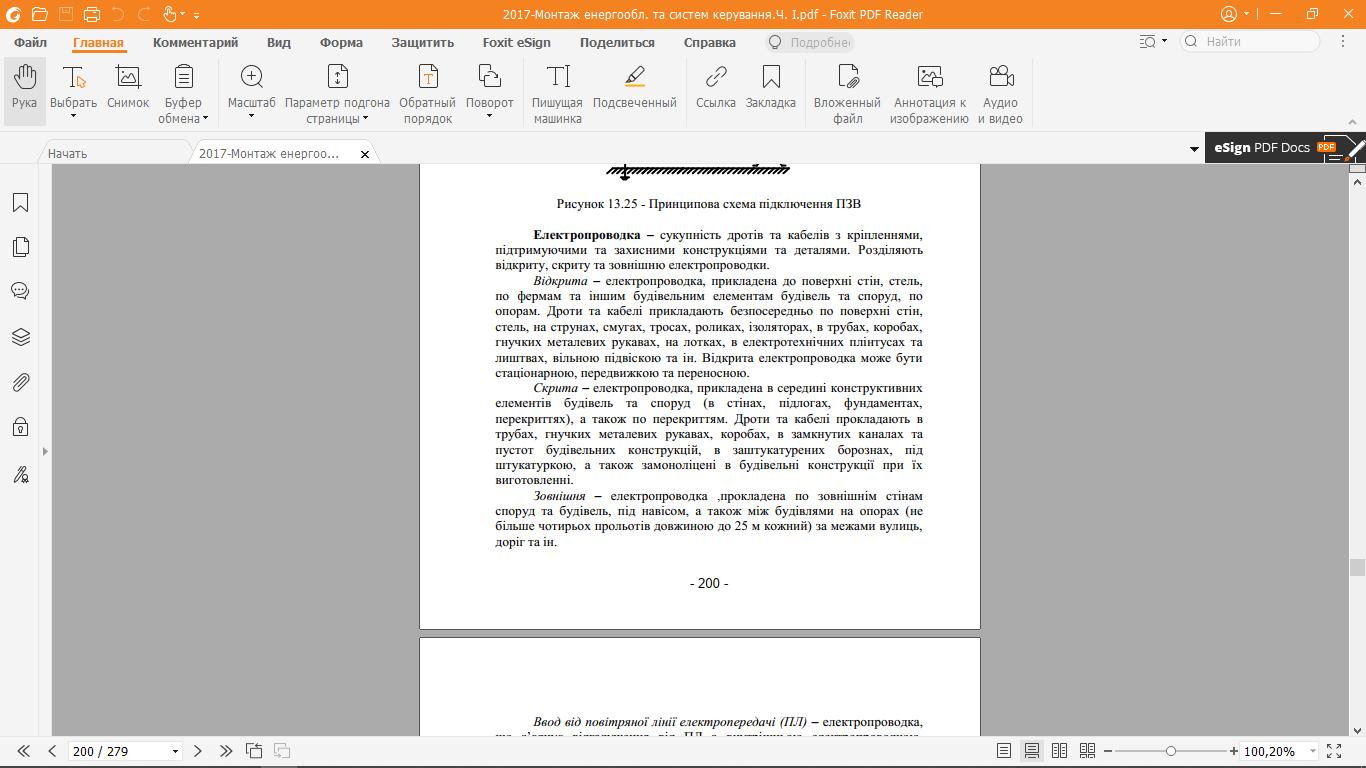 2017-Монтаж енергообл. та систем керування.Ч. І.pdf - Foxit PDF Reader
Файл Главная Комментарий Вид Форма Защитить Foxit eSign Поделиться Справка Подробнее Найти
Рука Выбрать Снимок Буфер обмена Масштаб Параметр подгона страницы Обратный порядок Поворот Пишущая машинка Подсвеченный Ссылка Закладка Вложенный файл Аннотация к изображению Аудио и видео
Начать 2017-Монтаж енергоо... eSign PDF Docs PDF
Рисунок 13.25 - Принципова схема підключення ПЗВ
Електропроводка – сукупність дротів та кабелів з кріпленнями,
підтримуючими та захисними конструкціями та деталями. Розділяють
відкриту, скриту та зовнішню електропроводки.
Відкрита – електропроводка, прикладена до поверхні стін, стель,
по фермам та іншим будівельним елементам будівель та споруд, по
опорам. Дроти та кабелі прикладають безпосередньо по поверхні стін,
стель, на струнах, смугах, тросах, роликах, ізоляторах, в трубах, коробах,
гнучких металевих рукавах, на лотках, в електротехнічних плінтусах та
лиштвах, вільною підвіскою та ін. Відкрита електропроводка може бути
стаціонарною, передвижкою та переносною.
Скрита – електропроводка, прикладена в середині конструктивних
елементів будівель та споруд (в стінах, підлогах, фундаментах,
перекриттях), а також по перекриттям. Дроти та кабелі прокладають в
трубах, гнучких металевих рукавах, коробах, в замкнутих каналах та
пустот будівельних конструкцій, в заштукатурених борознах, під
штукатуркою, а також замоноліцені в будівельні конструкції при їх
виготовленні.
Зовнішня – електропроводка ,прокладена по зовнішнім стінам
споруд та будівель, під навісом, а також між будівлями на опорах (не
більше чотирьох прольотів довжиною до 25 м кожний) за межами вулиць,
доріг та ін.
- 200 -
Ввод від повітряної лінії електропередачі (ПЛ) – електропроводка,
200 / 279 100,20%